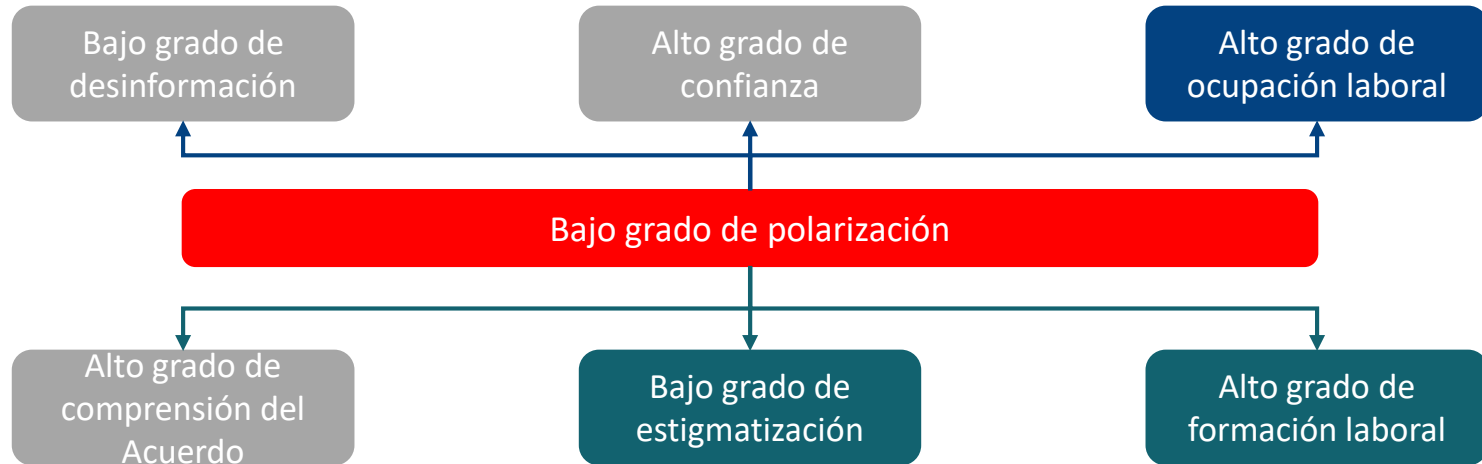 Bajo grado de
desinformación
Alto grado de
confianza
Alto grado de
ocupación laboral
Bajo grado de polarización
Alto grado de
comprensión del
Acuerdo
Bajo grado de
estigmatización
Alto grado de
formación laboral